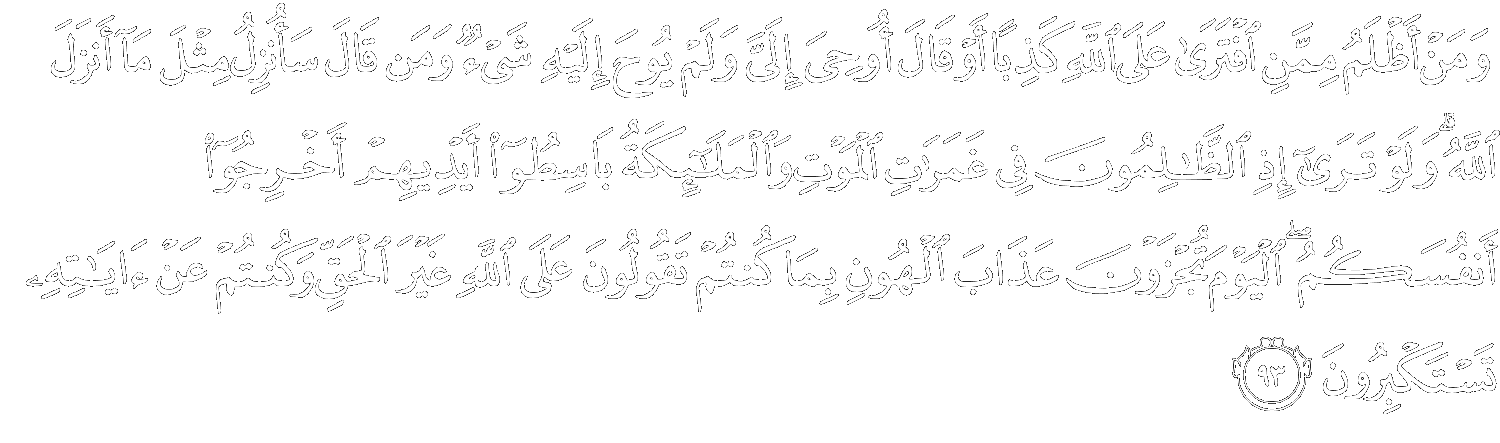 وَمَنْ أَظْلَمُ مِمَّنِ ٱفْتَرَىٰ عَلَى ٱللَّهِ كَذِبًا أَوْ قَالَ أُوحِىَ إِلَىَّ وَلَمْ يُوحَ إِلَيْهِ شَىْءٌ وَمَن قَالَ سَأُنزِلُ مِثْلَ مَآ أَنزَلَ
ٱللَّهُ ۗ وَلَوْ تَرَىٰٓ إِذِ ٱلظَّٰلِمُونَ فِى غَمَرَٰتِ ٱلْمَوْتِ وَٱلْمَلَٰٓئِكَةُ بَاسِطُوٓا۟ أَيْدِيهِمْ أَخْرِجُوٓا۟
أَنفُسَكُمُ ۖ ٱلْيَوْمَ تُجْزَوْنَ عَذَابَ ٱلْهُونِ بِمَا كُنتُمْ تَقُولُونَ عَلَى ٱللَّهِ غَيْرَ ٱلْحَقِّ وَكُنتُمْ عَنْ ءَايَٰتِهِۦ
تَسْتَكْبِرُونَ ٩٣